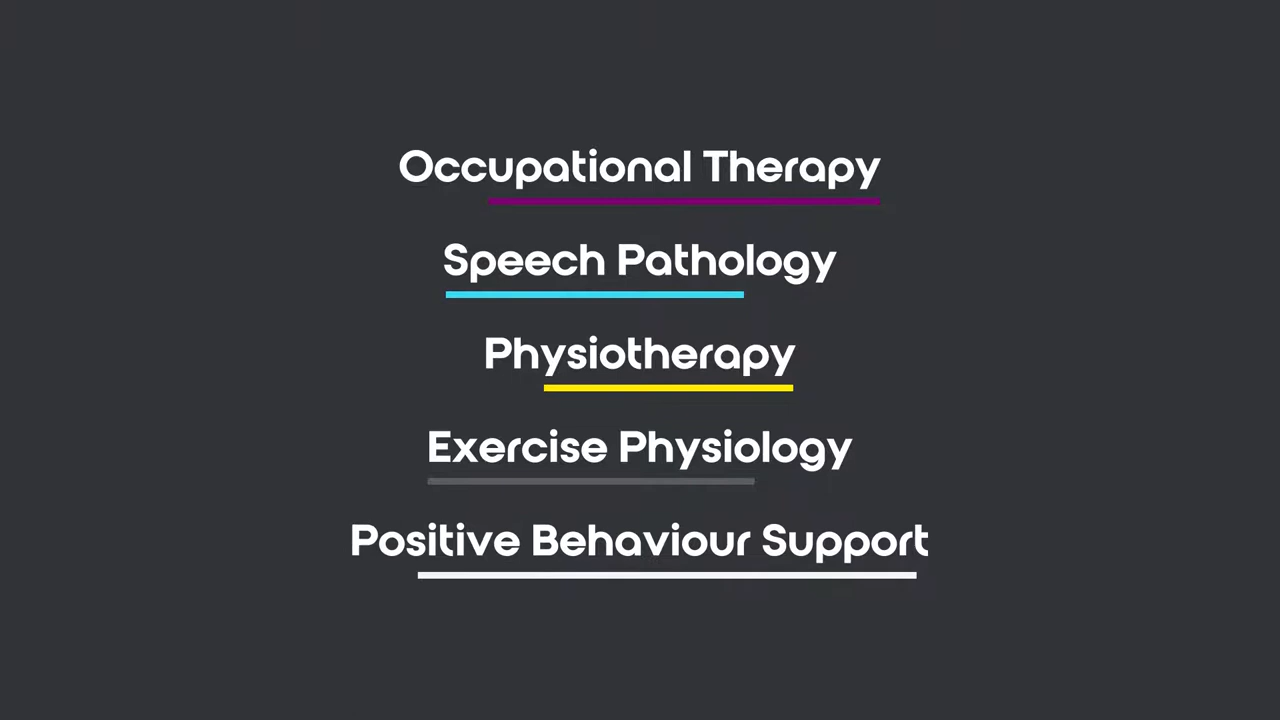 Occupational Therapy
Speech Pathology
Physiotherapy
Exercise Physiology
Positive Behaviour Support